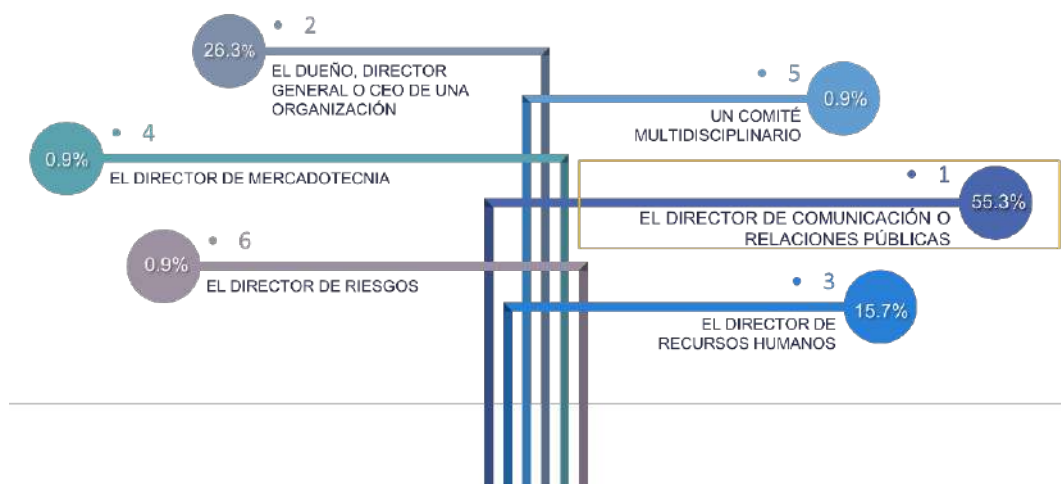 • 2
26.3%
EL DUEÑO, DIRECTOR
GENERAL O CEO DE UNA
ORGANIZACIÓN
• 5
0.9%
UN COMITÉ
MULTIDISCIPLINARIO
• 4
0.9%
EL DIRECTOR DE MERCADOTECNIA
• 1
55.3%
EL DIRECTOR DE COMUNICACIÓN O
RELACIONES PÚBLICAS
• 6
0.9%
EL DIRECTOR DE RIESGOS
• 3
15.7%
EL DIRECTOR DE
RECURSOS HUMANOS